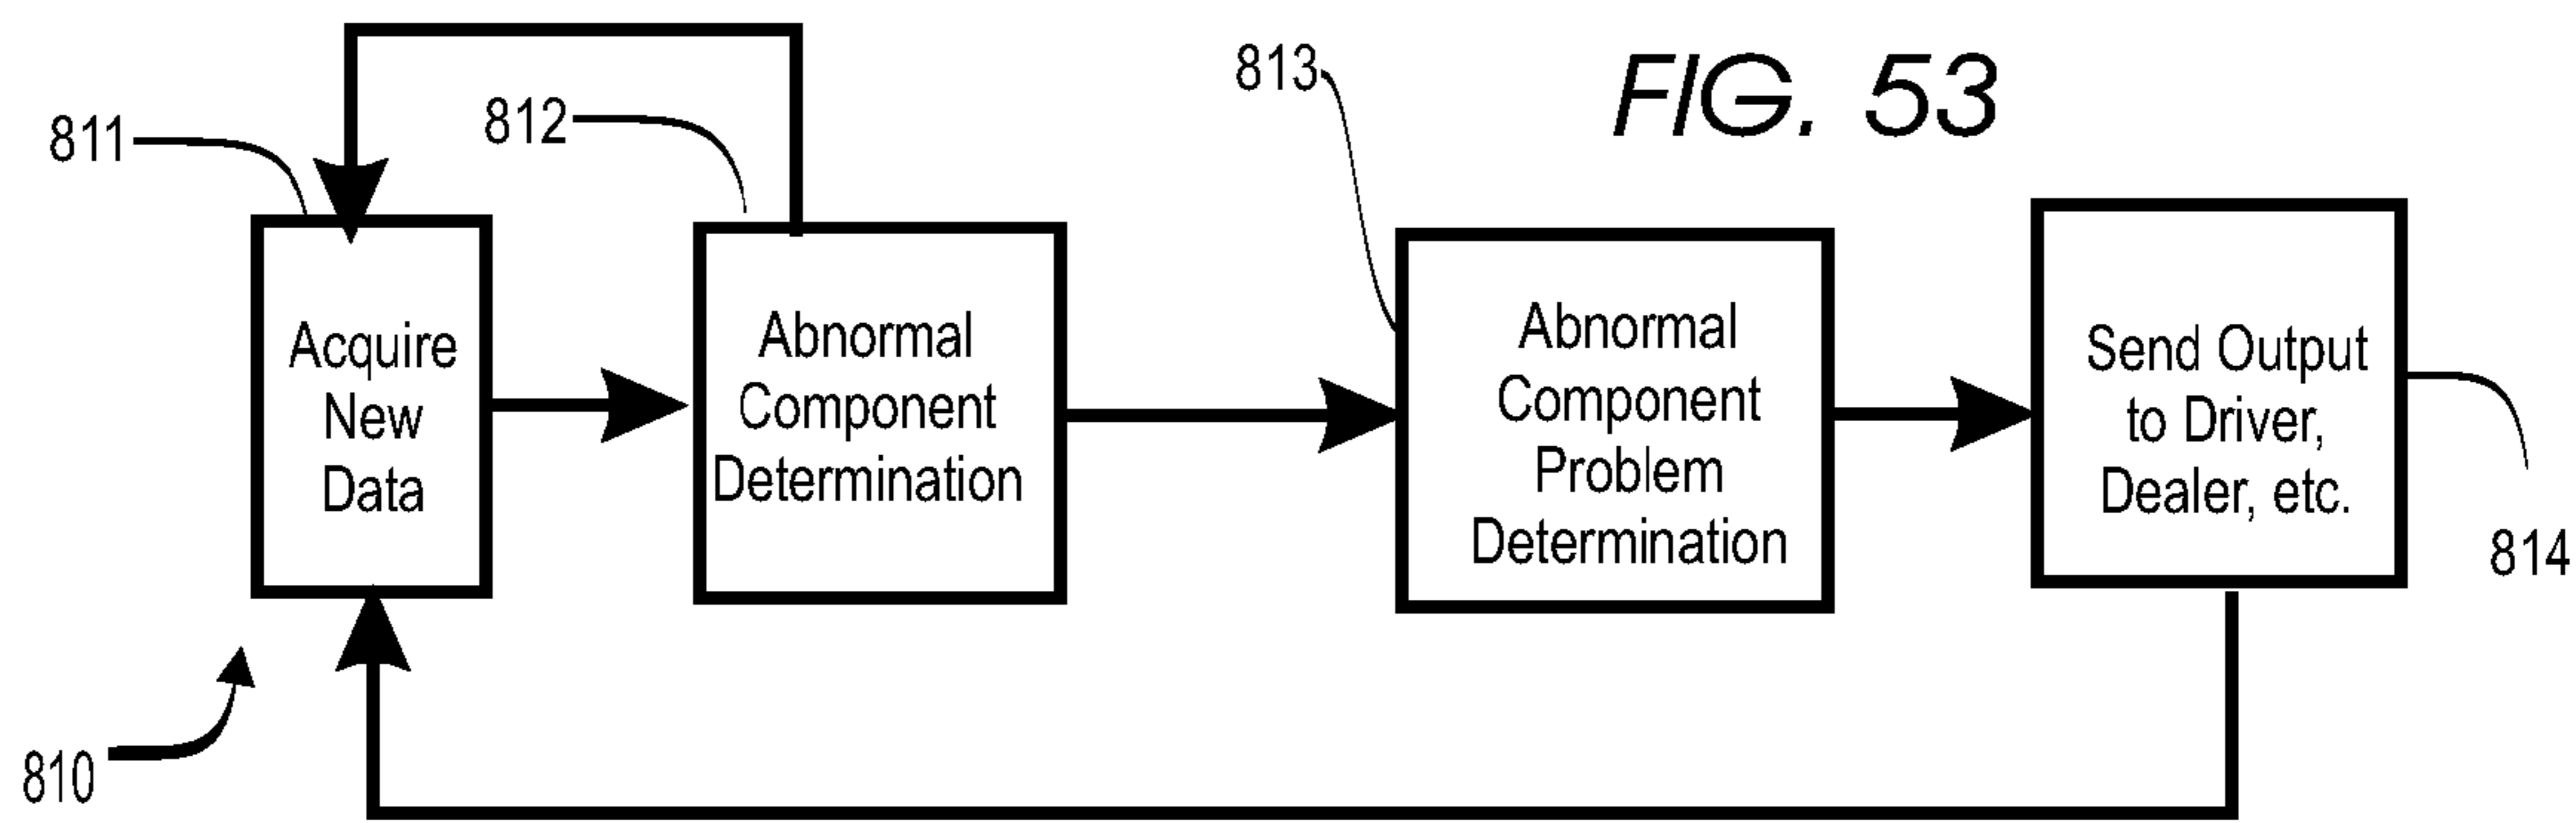 FIG. 53
811
812
813
Acquire
New
Data
Abnormal
Component
Determination
Abnormal
Component
Problem
Determination
Send Output
to Driver,
Dealer, etc.
814
810